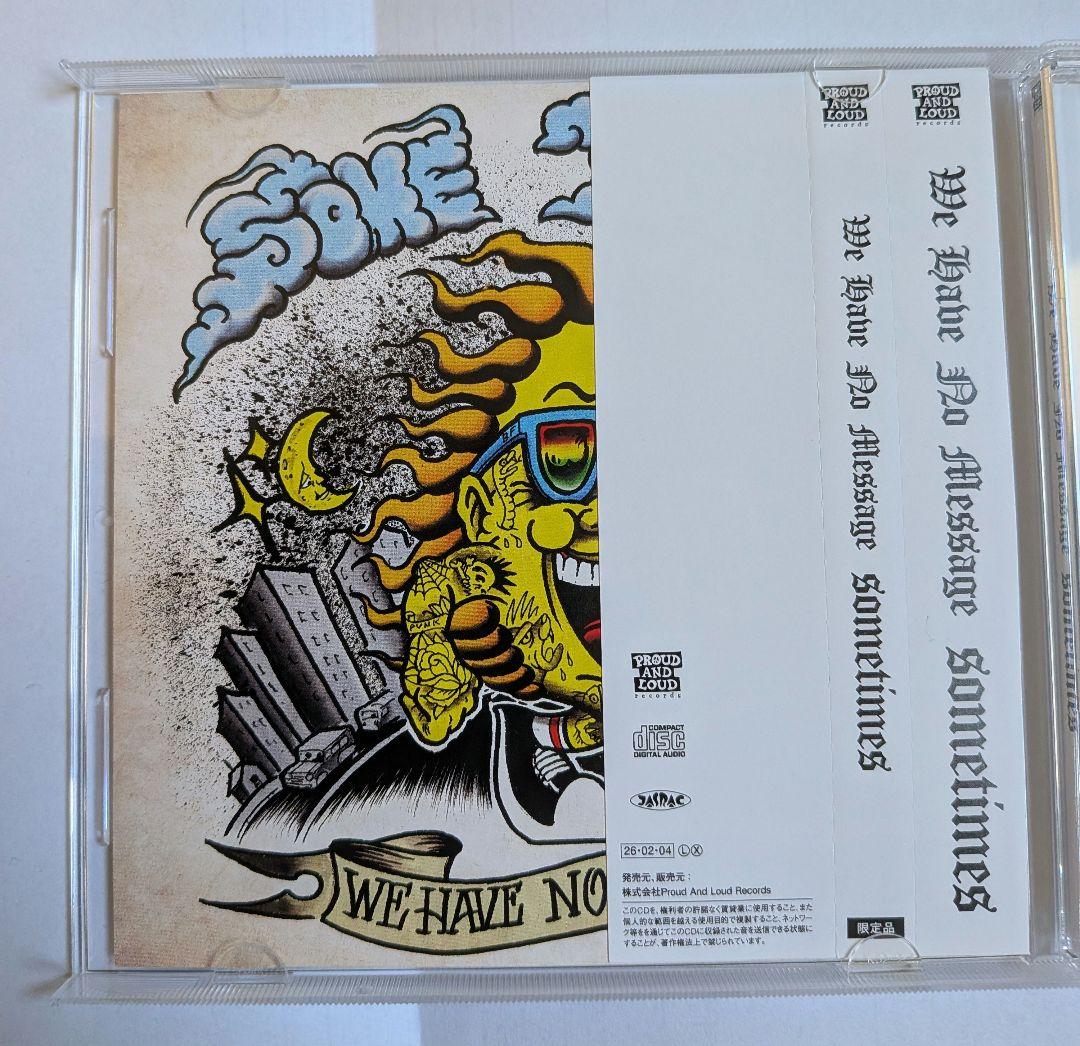 SOME
PUNK
WE HAVE NO
PROUD
AND
LOUD
records
COMPACT
disc
DIGITAL AUDIO
JASRAC
26・02・04 Ⓛ Ⓧ
発売元、販売元：
株式会社Proud And Loud Records
このCDを、権利者の許諾なく賃貸業に使用すること、また
個人的な範囲を越える使用目的で複製すること、ネットワー
ク等をを通じてこのCDに収録された音を送信できる状態に
することが、著作権法上で禁じられています。
PROUD
AND
LOUD
records
We Have No Message Sometimes
限定品
PROUD
AND
LOUD
records
We Have No Message Sometimes
We Have No Message Sometimes